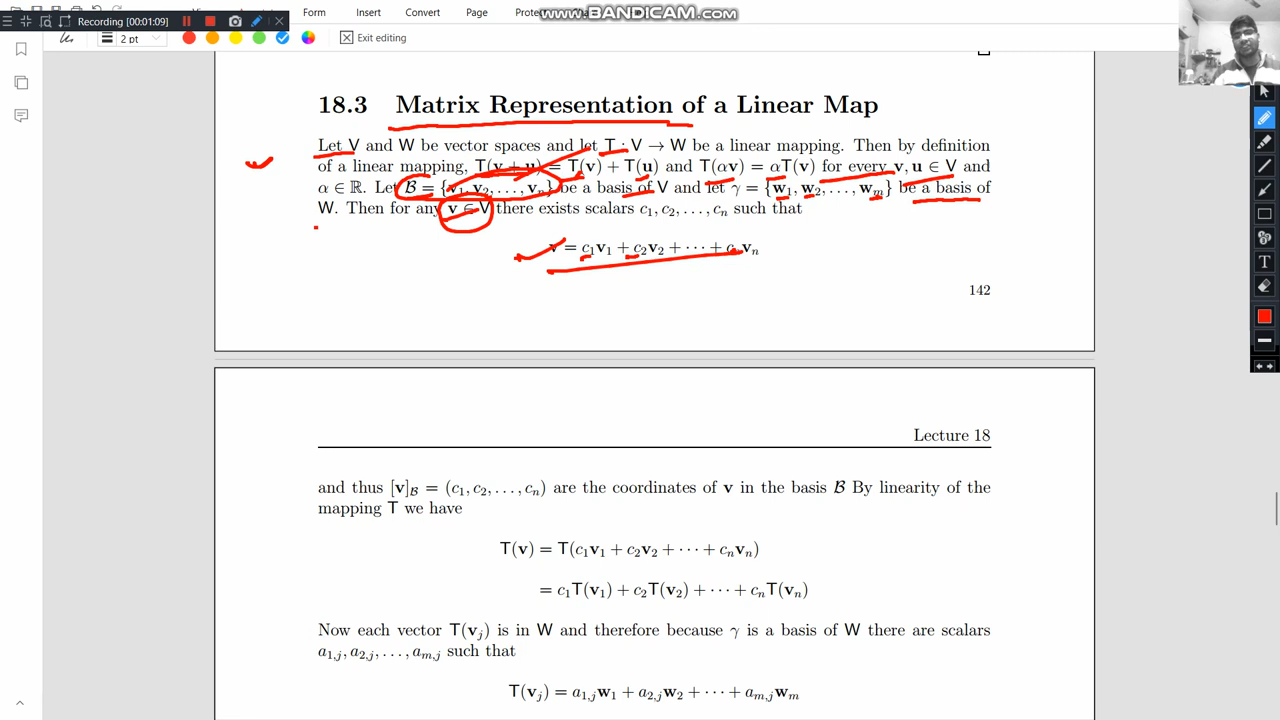 Recording [00:01:09]
Form Insert Convert Page Prote
www.BANDICAM.com
2 pt
Exit editing
18.3 Matrix Representation of a Linear Map
Let V and W be vector spaces and let T : V → W be a linear mapping. Then by definition
of a linear mapping, T(v + u) = T(v) + T(u) and T(αv) = αT(v) for every v, u ∈ V and
α ∈ ℝ. Let ℬ = {v₁, v₂, . . . , vₙ} be a basis of V and let γ = {w₁, w₂, . . . , wₘ} be a basis of
W. Then for any v ∈ V there exists scalars c₁, c₂, . . . , cₙ such that
v = c₁v₁ + c₂v₂ + · · · + cₙvₙ
142
Lecture 18
and thus [v]ℬ = (c₁, c₂, . . . , cₙ) are the coordinates of v in the basis ℬ By linearity of the
mapping T we have
T(v) = T(c₁v₁ + c₂v₂ + · · · + cₙvₙ)
= c₁T(v₁) + c₂T(v₂) + · · · + cₙT(vₙ)
Now each vector T(vⱼ) is in W and therefore because γ is a basis of W there are scalars
a₁,ⱼ, a₂,ⱼ, . . . , aₘ,ⱼ such that
T(vⱼ) = a₁,ⱼw₁ + a₂,ⱼw₂ + · · · + aₘ,ⱼwₘ